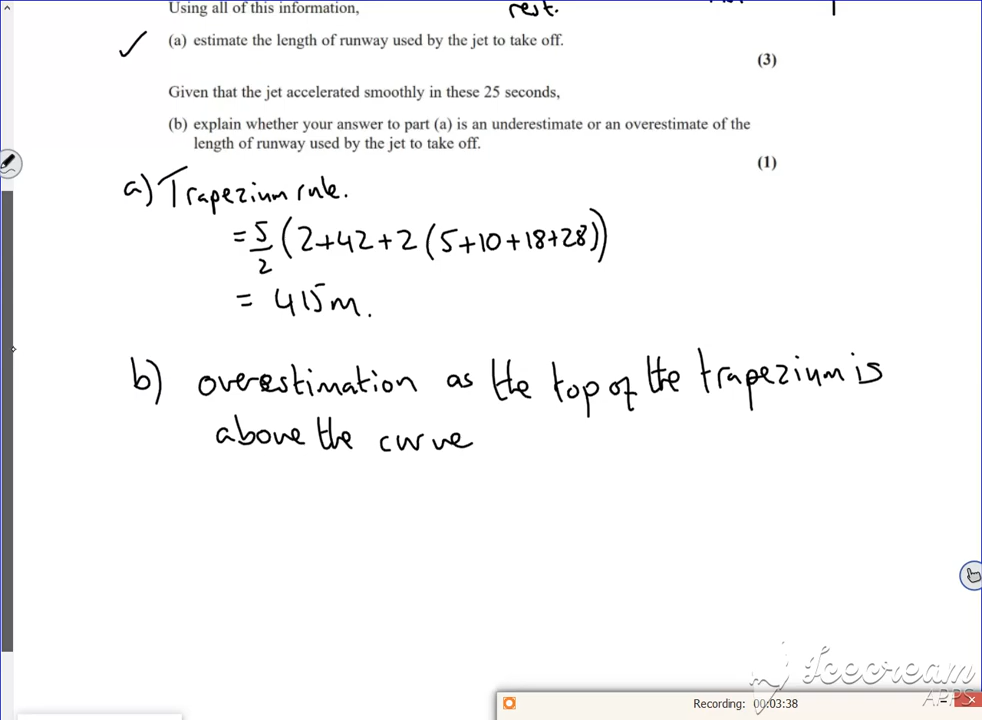 Using all of this information,
rest.
(a) estimate the length of runway used by the jet to take off.
(3)
Given that the jet accelerated smoothly in these 25 seconds,
(b) explain whether your answer to part (a) is an underestimate or an overestimate of the
length of runway used by the jet to take off.
(1)
a) Trapezium rule.
= 5/2 (2+42+2(5+10+18+28))
= 415m.
b) overestimation as the top of the trapezium is
above the curve
Icecream
APPS
Recording: 00:03:38